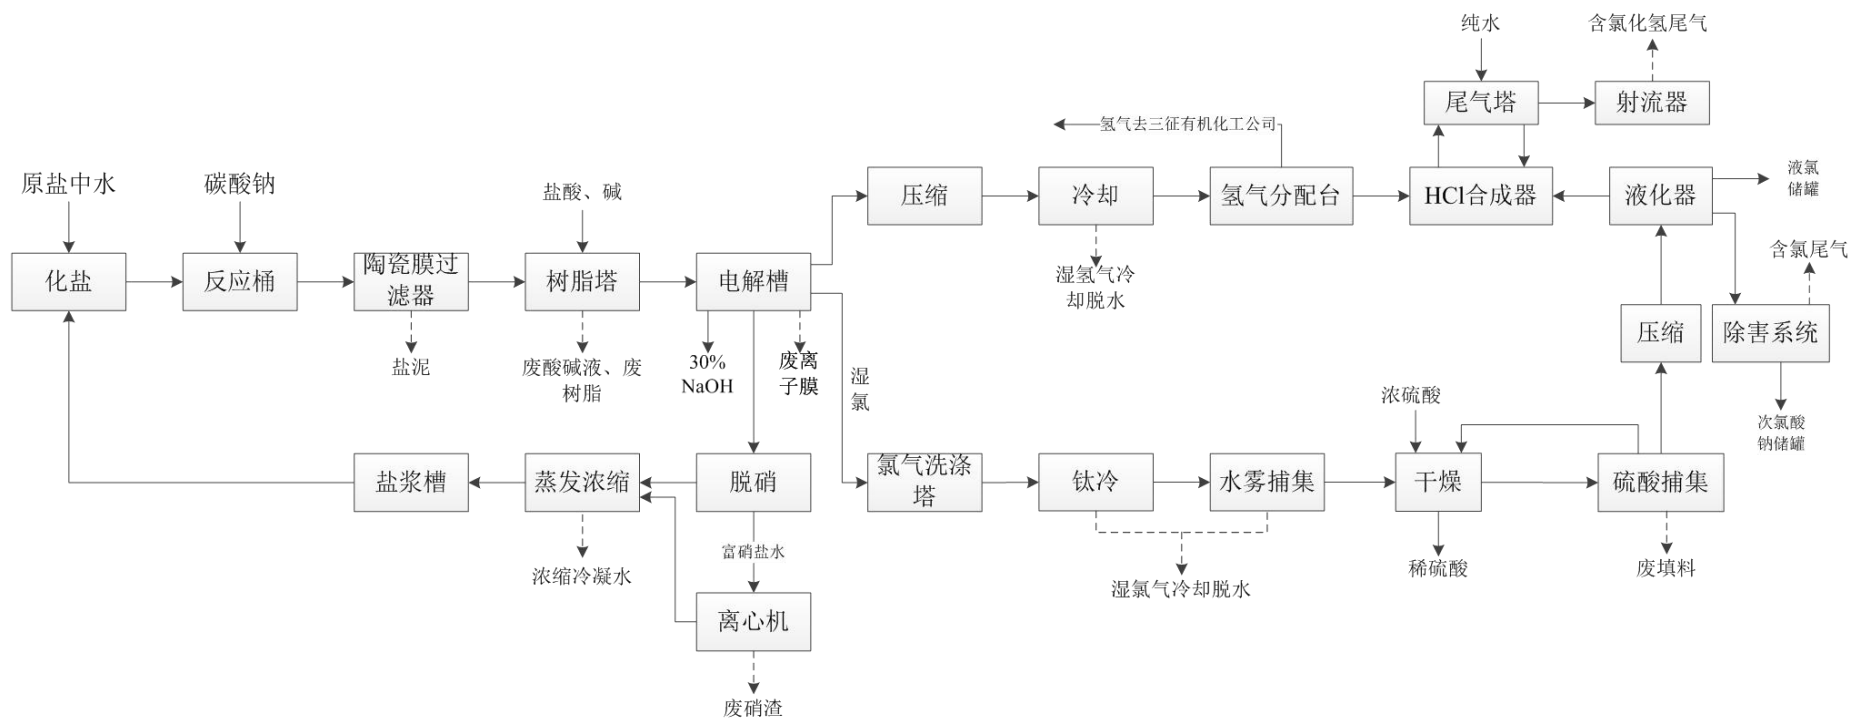 纯水
含氯化氢尾气
尾气塔
射流器
氢气去三征有机化工公司
原盐中水
碳酸钠
盐酸、碱
压缩
冷却
氢气分配台
HCl合成器
液化器
液氯
储罐
化盐
反应桶
陶瓷膜过
滤器
树脂塔
电解槽
湿氢气冷
却脱水
含氯尾气
压缩
除害系统
盐泥
废酸碱液、废
树脂
30%
NaOH
废离
子膜
湿
氯
浓硫酸
次氯酸
钠储罐
盐浆槽
蒸发浓缩
脱硝
氯气洗涤
塔
钛冷
水雾捕集
干燥
硫酸捕集
富硝盐水
浓缩冷凝水
湿氯气冷却脱水
稀硫酸
废填料
离心机
废硝渣